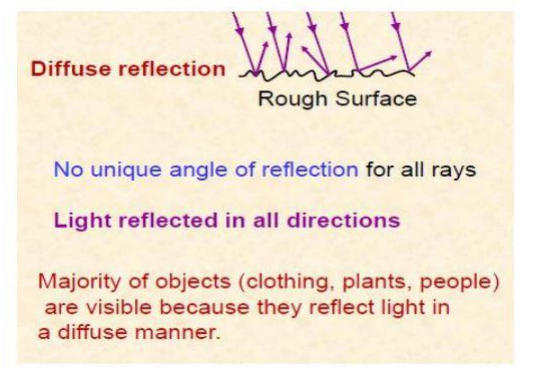 Diffuse reflection
Rough Surface
No unique angle of reflection for all rays
Light reflected in all directions
Majority of objects (clothing, plants, people)
are visible because they reflect light in
a diffuse manner.